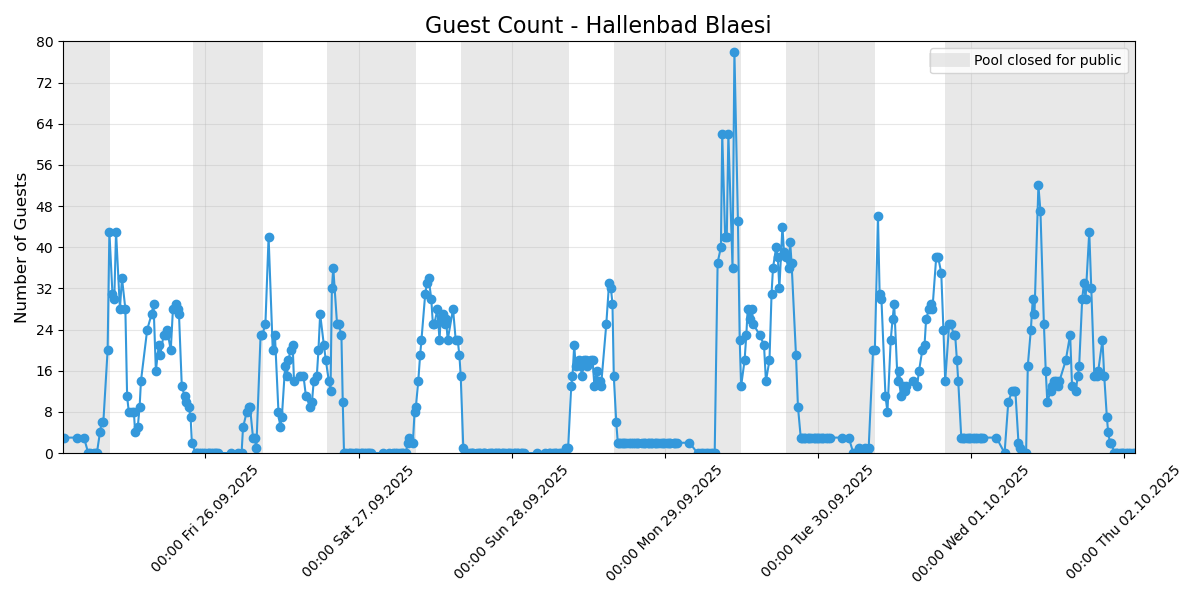 Guest Count - Hallenbad Blaesi
Pool closed for public
Number of Guests
80
72
64
56
48
40
32
24
16
8
0
00:00 Fri 26.09.2025
00:00 Sat 27.09.2025
00:00 Sun 28.09.2025
00:00 Mon 29.09.2025
00:00 Tue 30.09.2025
00:00 Wed 01.10.2025
00:00 Thu 02.10.2025